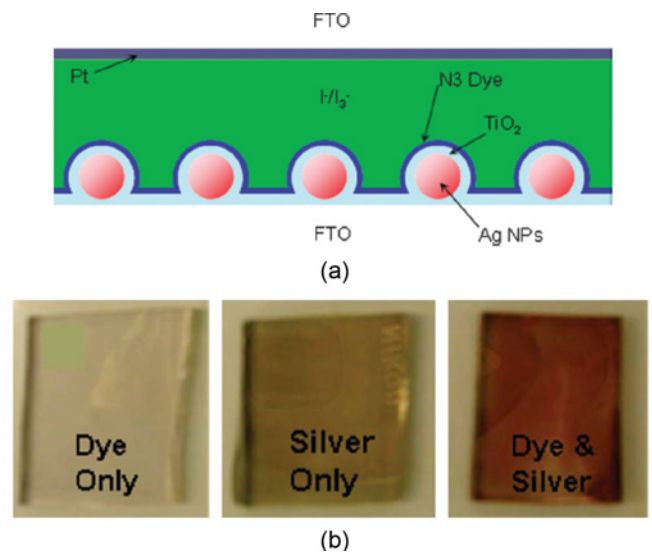 FTO
Pt
N3 Dye
I⁻/I₃⁻
TiO₂
Ag NPs
FTO
(a)
Dye
Only
Silver
Only
Dye &
Silver
(b)